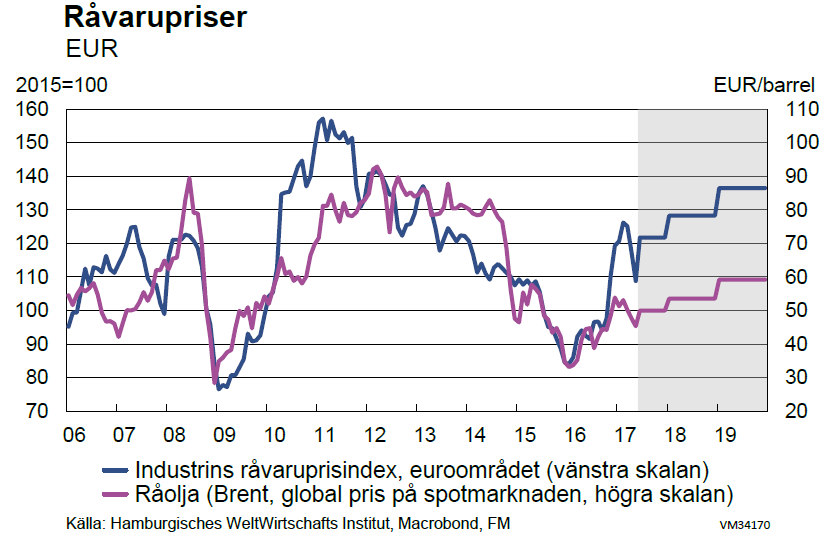 Råvarupriser
EUR
2015=100 EUR/barrel
160 110
150 100
140 90
130 80
120 70
110 60
100 50
90 40
80 30
70 20
06 07 08 09 10 11 12 13 14 15 16 17 18 19
Industrins råvaruprisindex, euroområdet (vänstra skalan)
Råolja (Brent, global pris på spotmarknaden, högra skalan)
Källa: Hamburgisches WeltWirtschafts Institut, Macrobond, FM VM34170